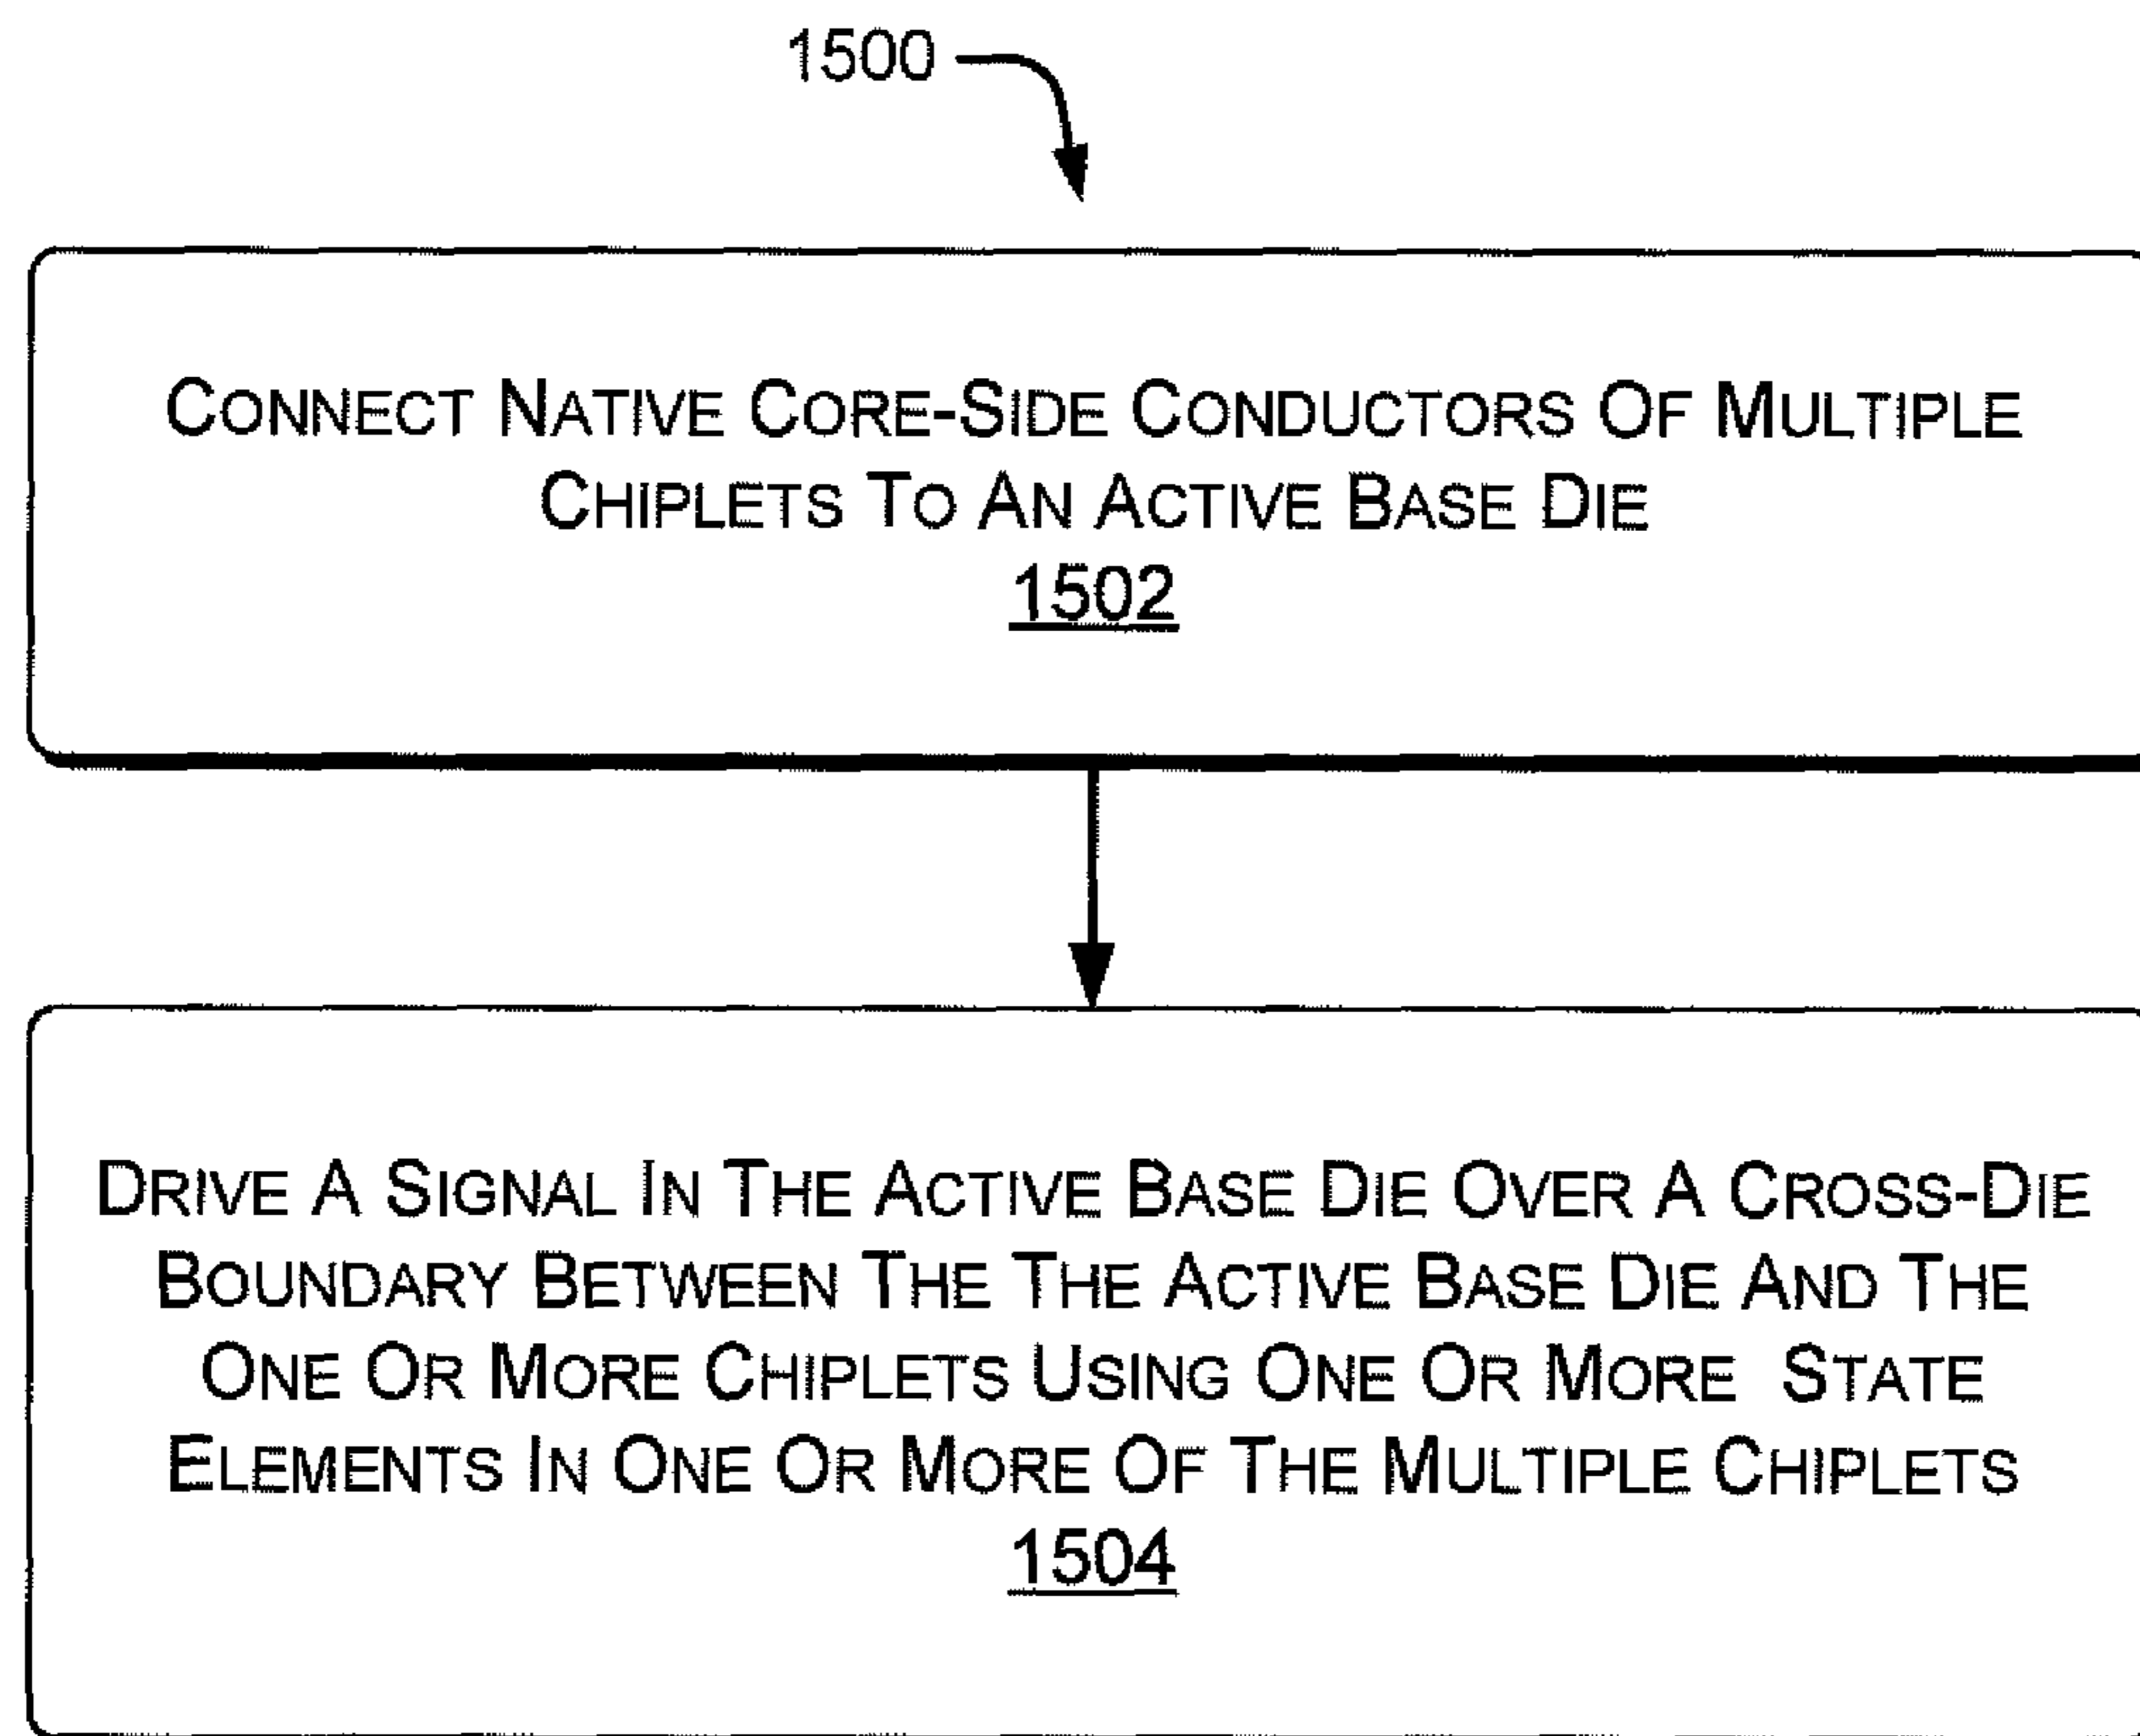 1500
CONNECT NATIVE CORE-SIDE CONDUCTORS OF MULTIPLE
CHIPLETS TO AN ACTIVE BASE DIE
1502
DRIVE A SIGNAL IN THE ACTIVE BASE DIE OVER A CROSS-DIE
BOUNDARY BETWEEN THE THE ACTIVE BASE DIE AND THE
ONE OR MORE CHIPLETS USING ONE OR MORE STATE
ELEMENTS IN ONE OR MORE OF THE MULTIPLE CHIPLETS
1504